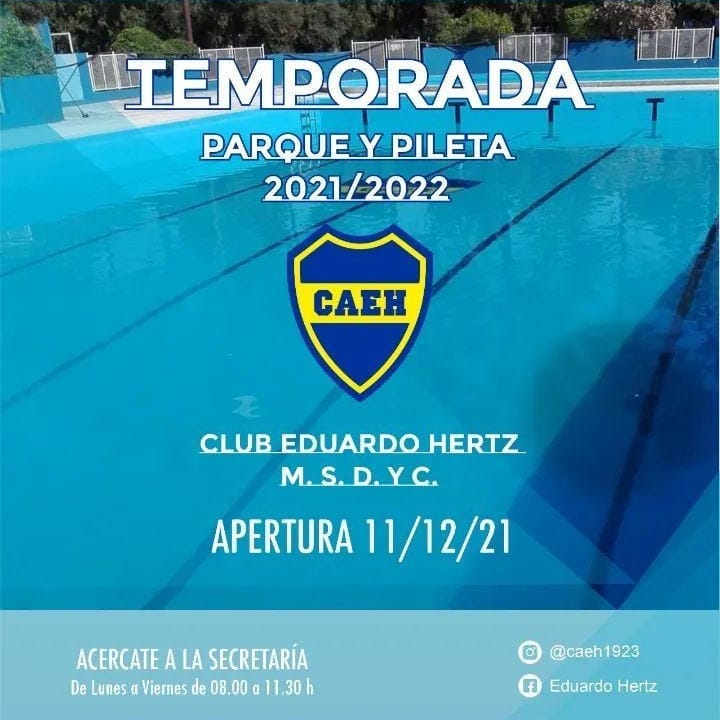 TEMPORADA
PARQUE Y PILETA
2021/2022
CAEH
CLUB EDUARDO HERTZ
M. S. D. Y C.
APERTURA 11/12/21
ACERCATE A LA SECRETARÍA
De Lunes a Viernes de 08.00 a 11.30 h
@caeh1923
Eduardo Hertz